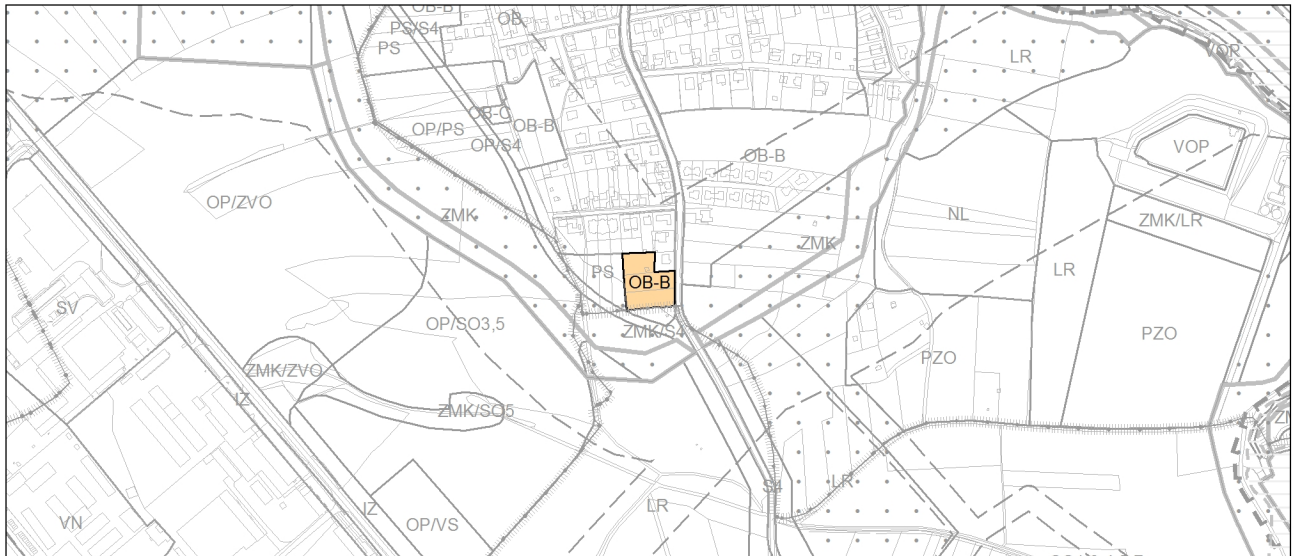 OB-B
OB
PS/S4
PS
LR
OP
OB-C
OB-B
OP/PS
OP/S4
OB-B
VOP
OP/ZVO
ZMK
NL
ZMK/LR
ZMK
LR
PS
OB-B
SV
OP/SO3,5
ZMK/S4
PZO
PZO
ZMK/ZVO
IZ
ZMK/SO5
S4
LR
IZ
LR
VN
OP/VS